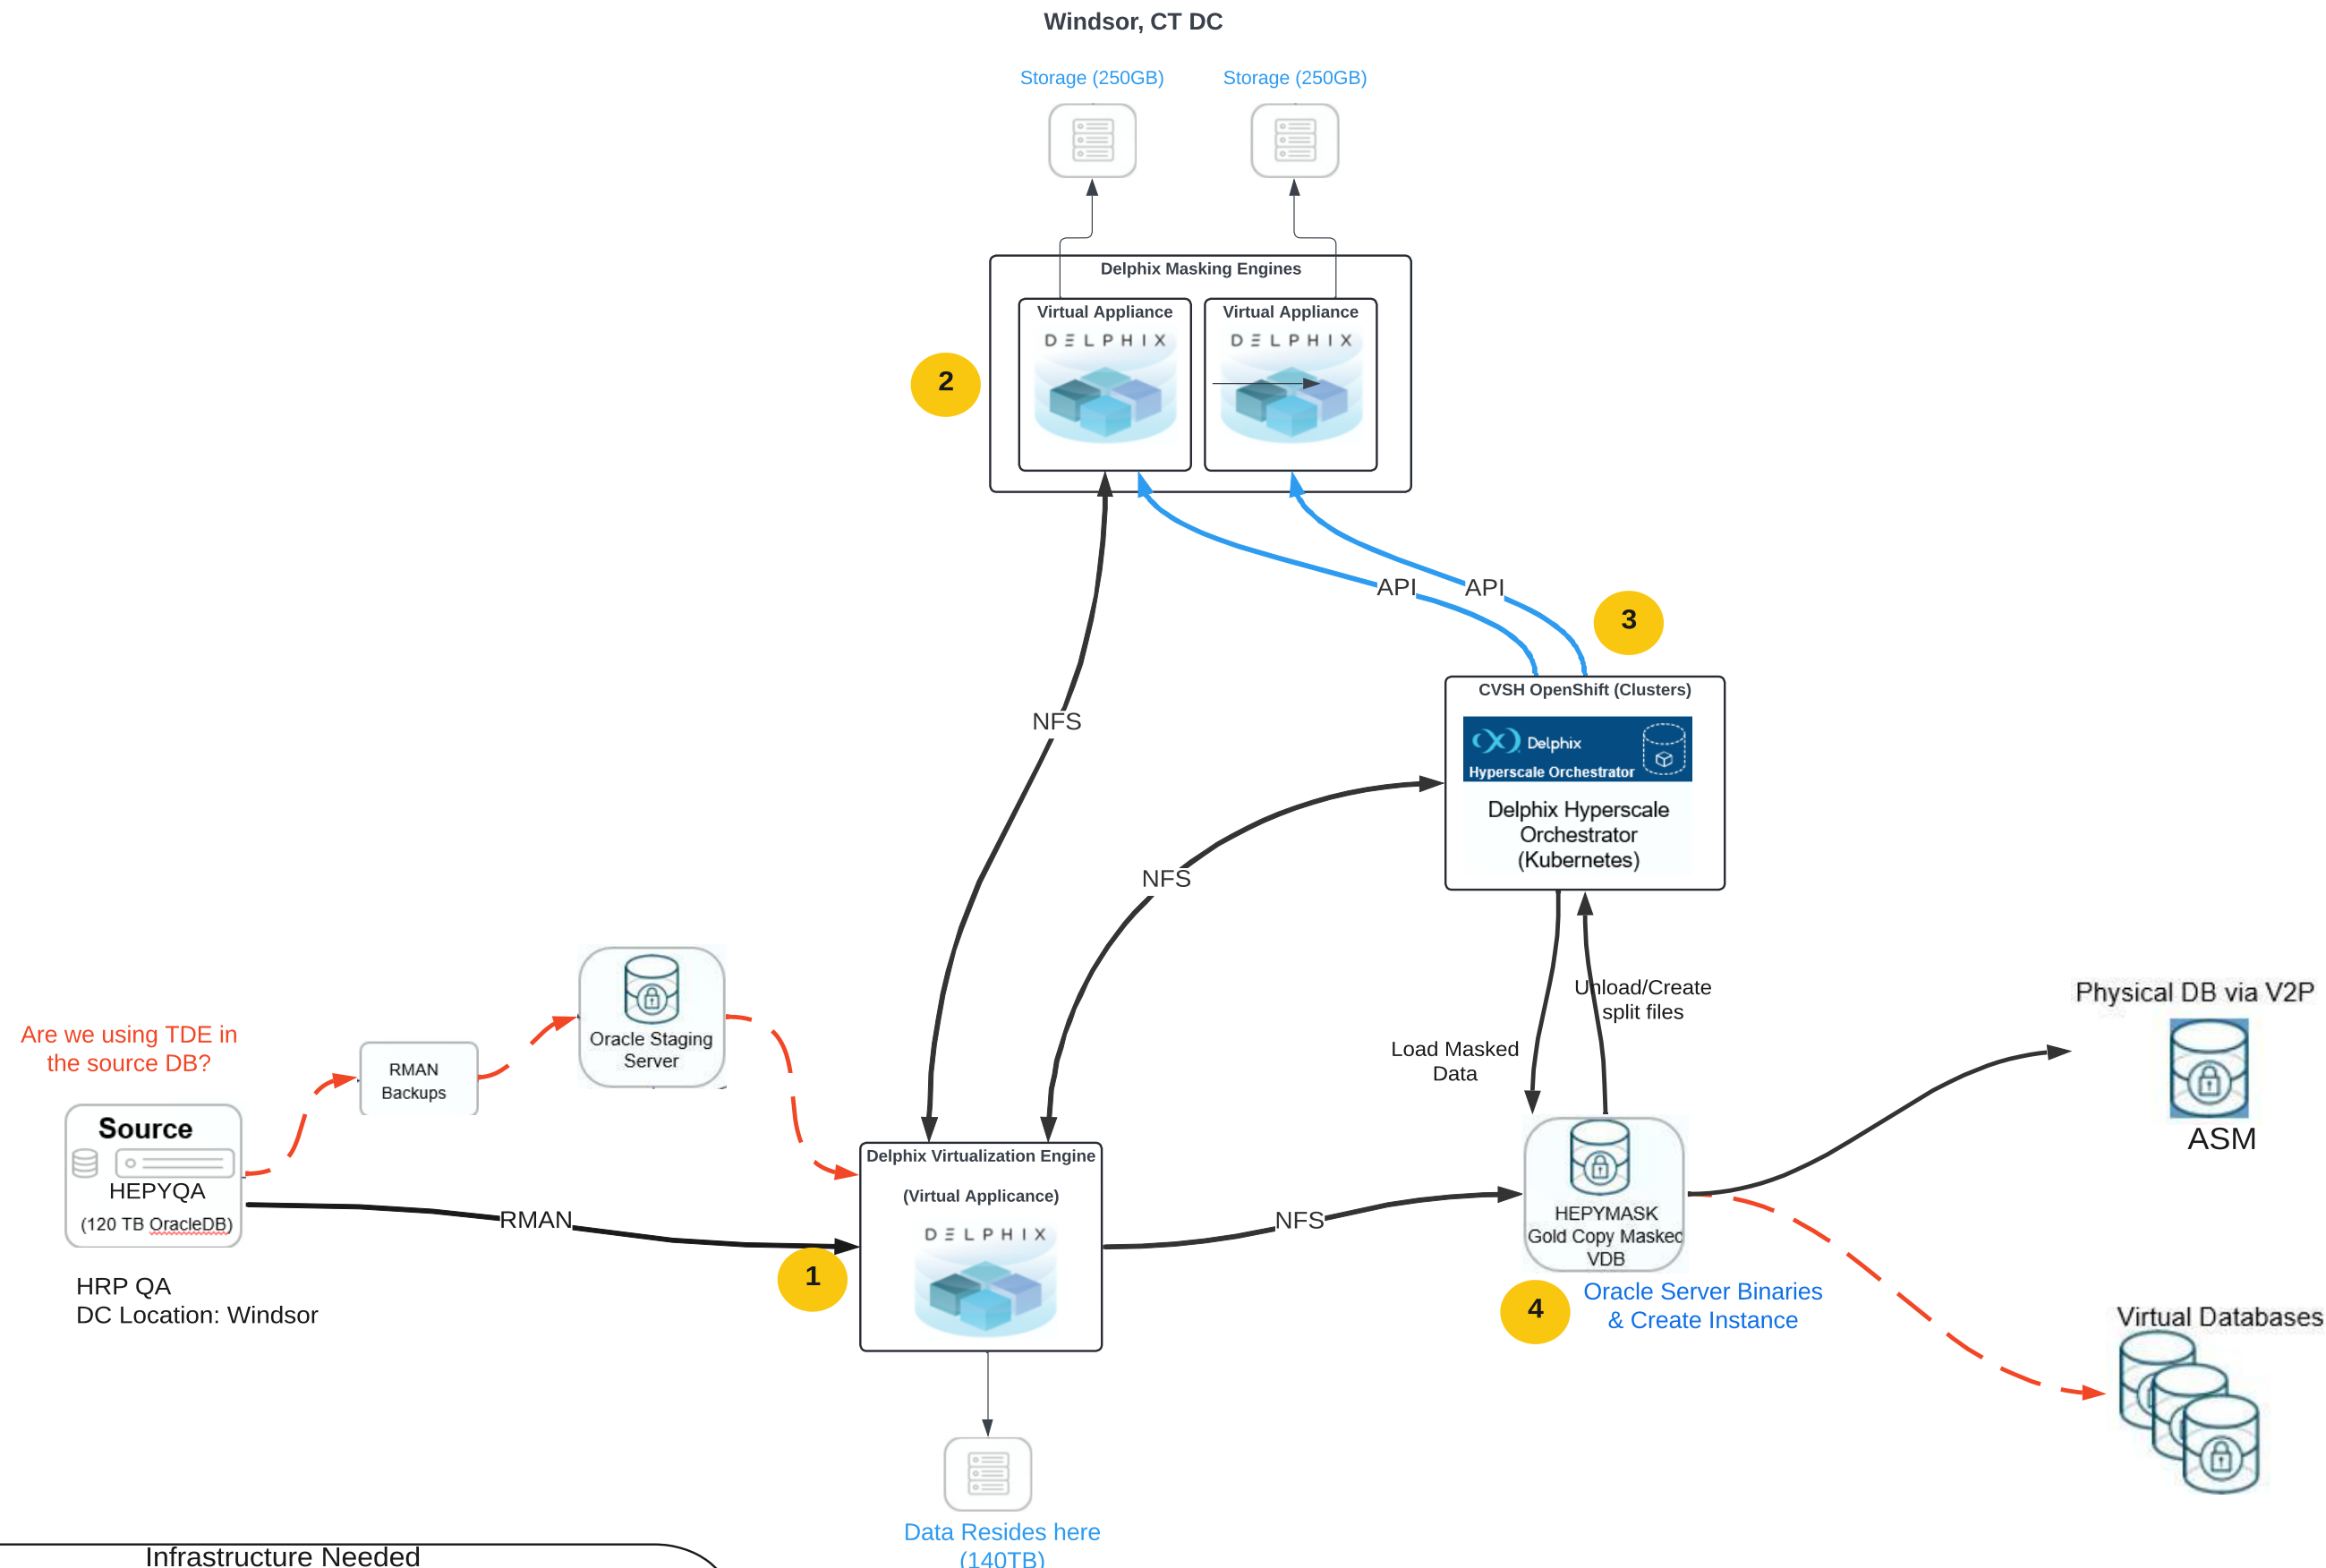 Windsor, CT DC
Storage (250GB)
Storage (250GB)
Delphix Masking Engines
Virtual Appliance
DELPHIX
Virtual Appliance
DELPHIX
2
API
API
3
CVSH OpenShift (Clusters)
Delphix
Hyperscale Orchestrator
Delphix Hyperscale
Orchestrator
(Kubernetes)
NFS
NFS
Unload/Create
split files
Load Masked
Data
Are we using TDE in
the source DB?
RMAN
Backups
Oracle Staging
Server
Source
HEPYQA
(120 TB OracleDB)
HRP QA
DC Location: Windsor
RMAN
1
Delphix Virtualization Engine
(Virtual Applicance)
DELPHIX
NFS
HEPYMASK
Gold Copy Masked
VDB
4
Oracle Server Binaries
& Create Instance
Physical DB via V2P
ASM
Virtual Databases
Data Resides here
(140TB)
Infrastructure Needed